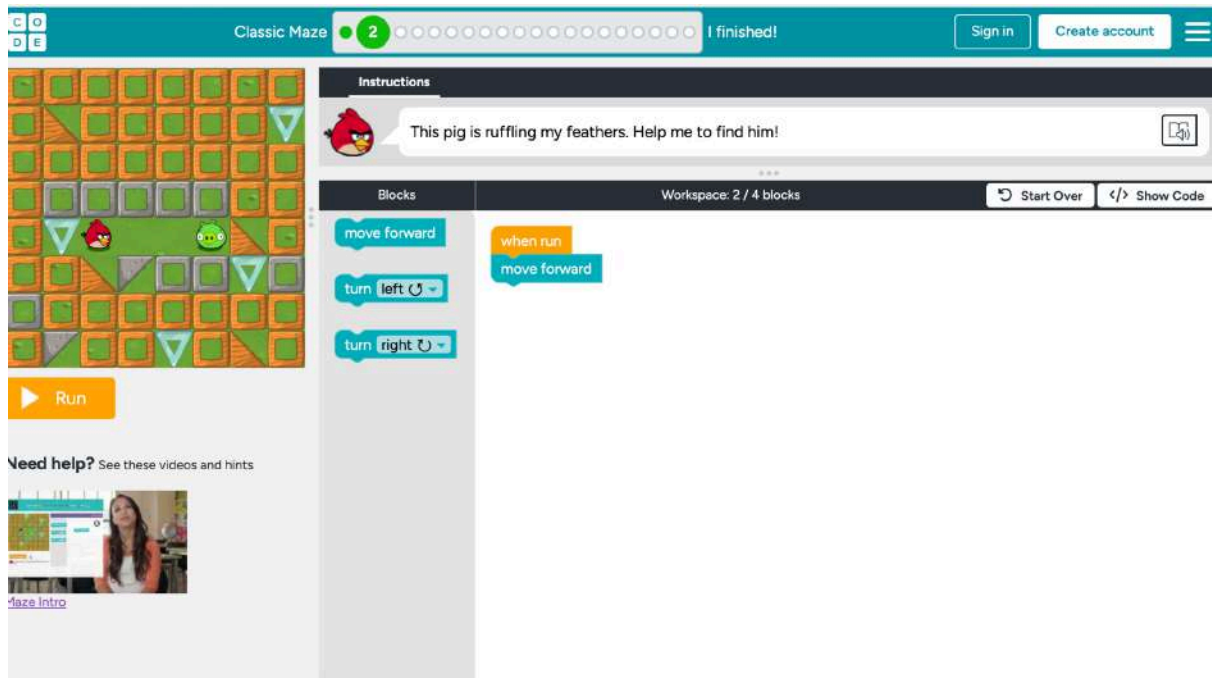 CO
DE
Classic Maze
2
I finished!
Sign in
Create account
Instructions
This pig is ruffling my feathers. Help me to find him!
Blocks
Workspace: 2 / 4 blocks
Start Over
</> Show Code
move forward
turn left ↺
turn right ↻
when run
move forward
Run
Need help? See these videos and hints
Maze Intro